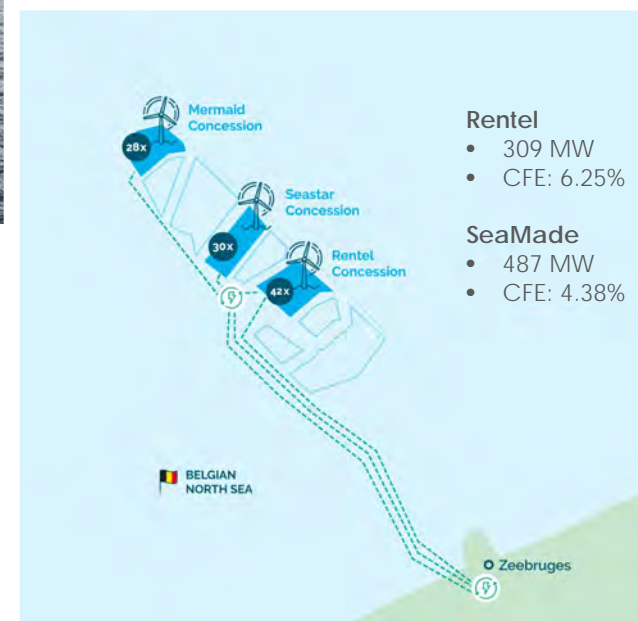 Mermaid
Concession
28x
Seastar
Concession
30x
Rentel
Concession
42x
Rentel
• 309 MW
• CFE: 6.25%
SeaMade
• 487 MW
• CFE: 4.38%
BELGIAN
NORTH SEA
Zeebruges